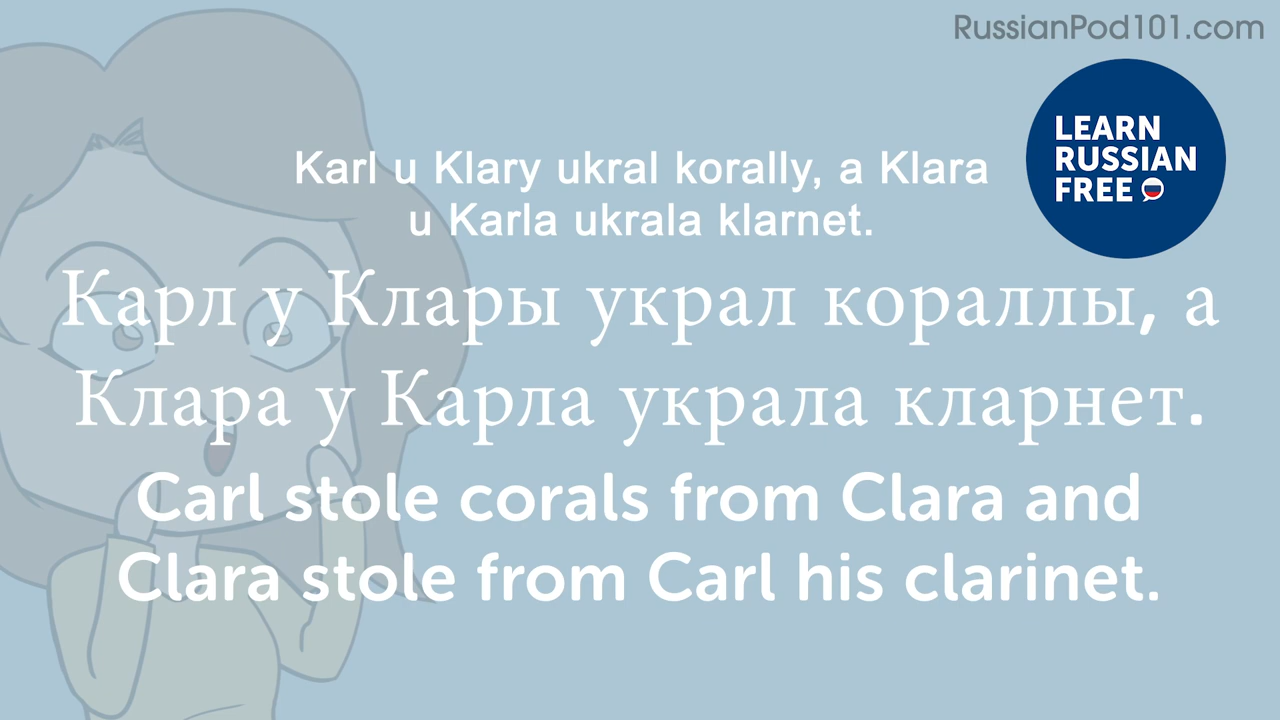 RussianPod101.com
LEARN
RUSSIAN
FREE
Karl u Klary ukral korally, a Klara
u Karla ukrala klarnet.
Карл у Клары украл кораллы, а
Клара у Карла украла кларнет.
Carl stole corals from Clara and
Clara stole from Carl his clarinet.